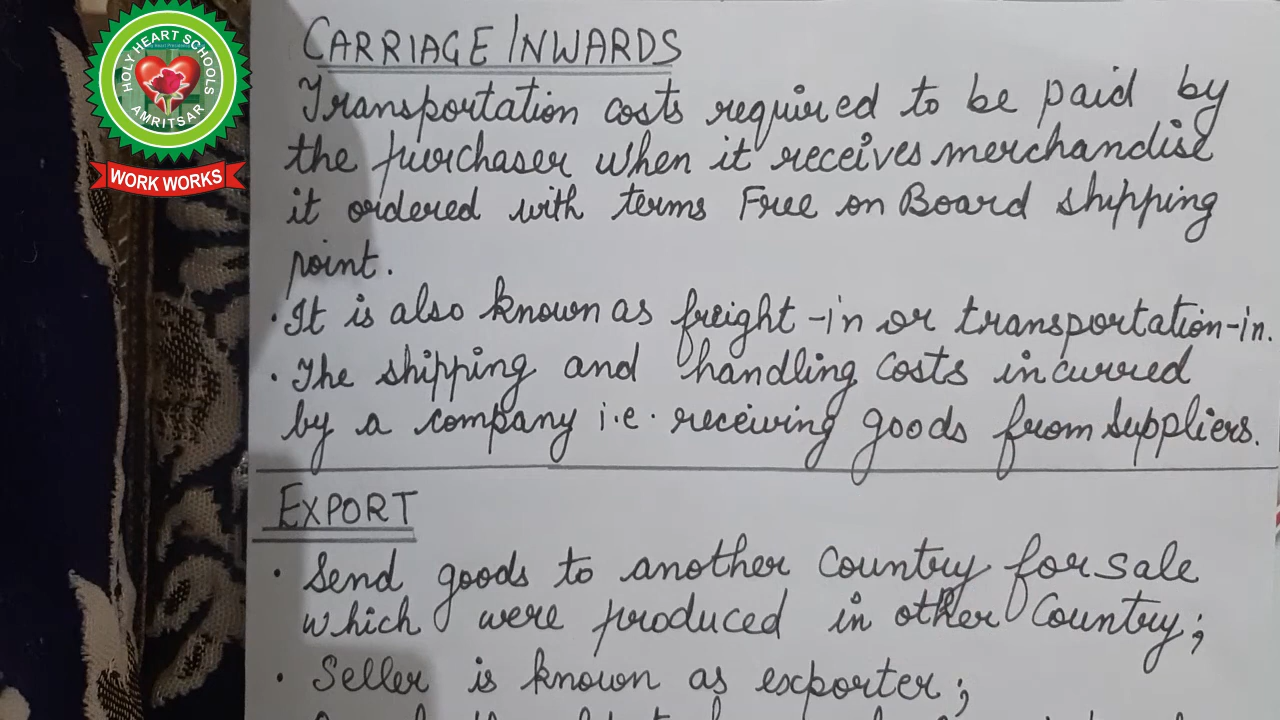 HOLY HEART SCHOOLS
AMRITSAR
WORK WORKS
CARRIAGE INWARDS
Transportation costs required to be paid by
the purchaser when it receives merchandise
it ordered with terms Free on Board shipping
point.
· It is also known as freight-in or transportation-in.
· The shipping and handling costs incurred
by a company i.e. receiving goods from suppliers.
EXPORT
· Send goods to another country for sale
which were produced in other country;
· Seller is known as exporter;